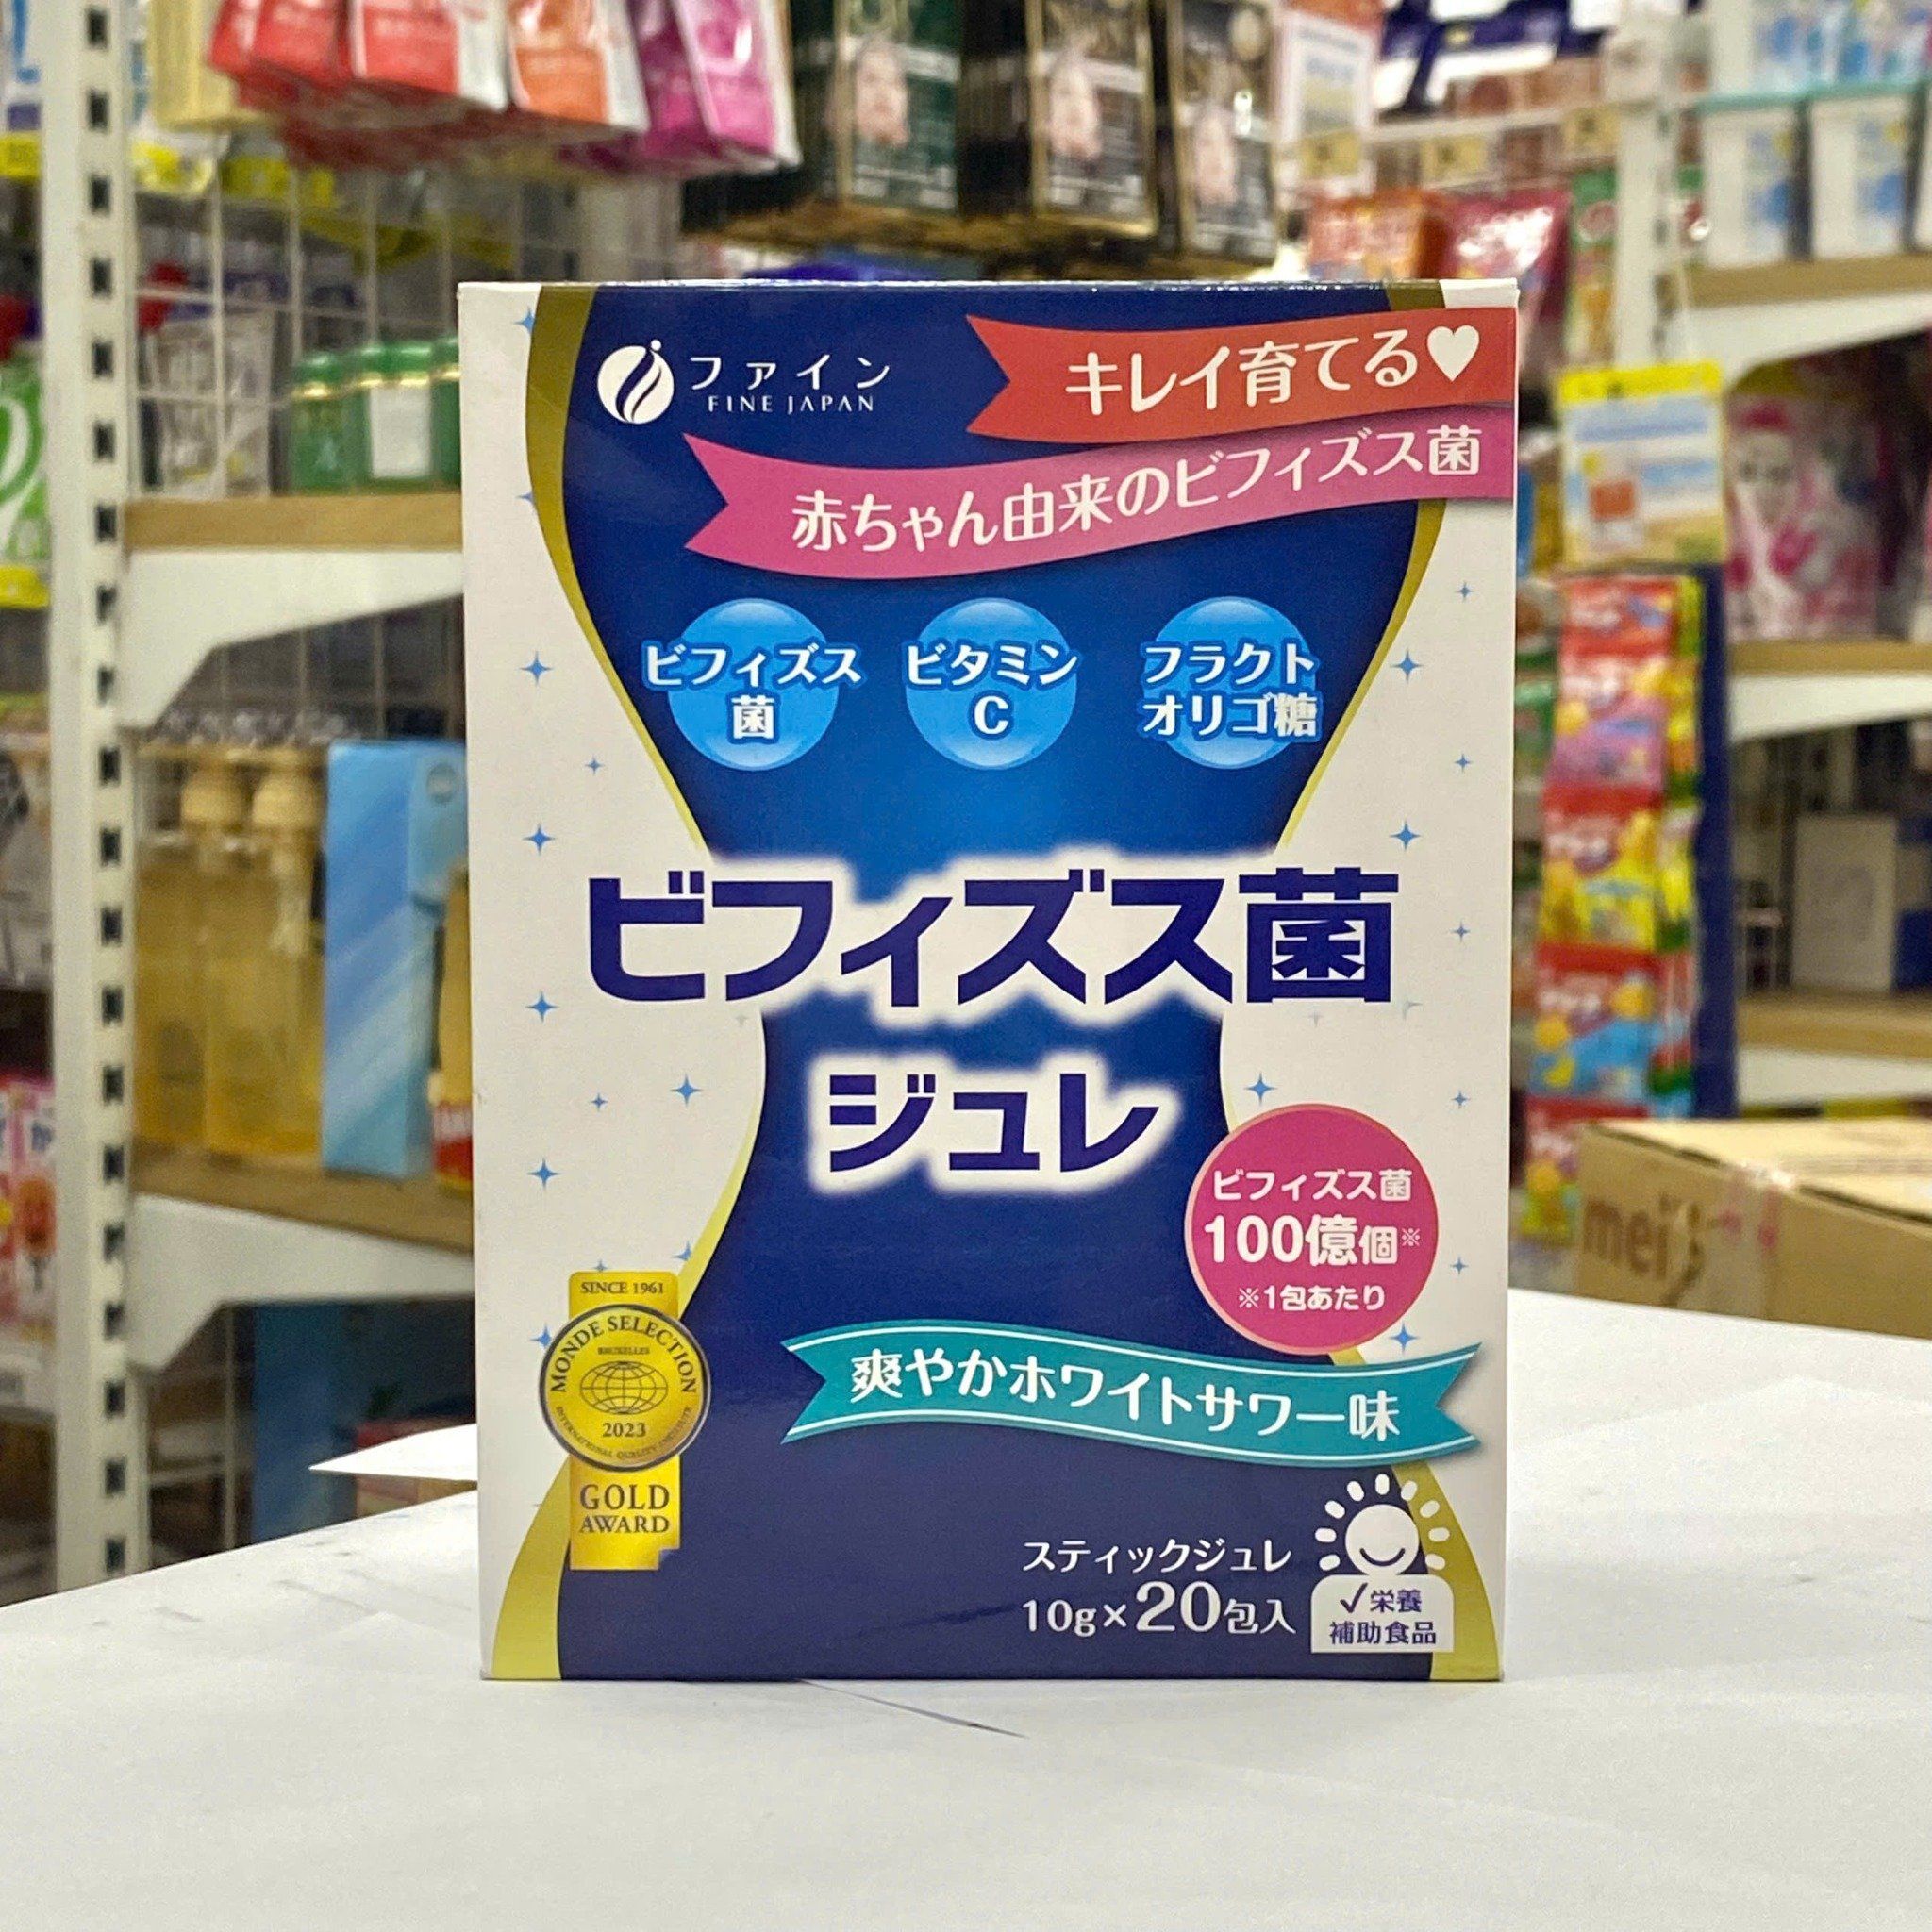 ファイン
FINE JAPAN
キレイ育てる♥
赤ちゃん由来のビフィズス菌
ビフィズス
菌
ビタミン
C
フラクト
オリゴ糖
ビフィズス菌
ジュレ
ビフィズス菌
100億個※
※1包あたり
SINCE 1961
MONDE SELECTION
BRUXELLES
2023
INTERNATIONAL QUALITY INSTITUTE
GOLD
AWARD
爽やかホワイトサワー味
スティックジュレ
10g×20包入
✓栄養
補助食品
meiji